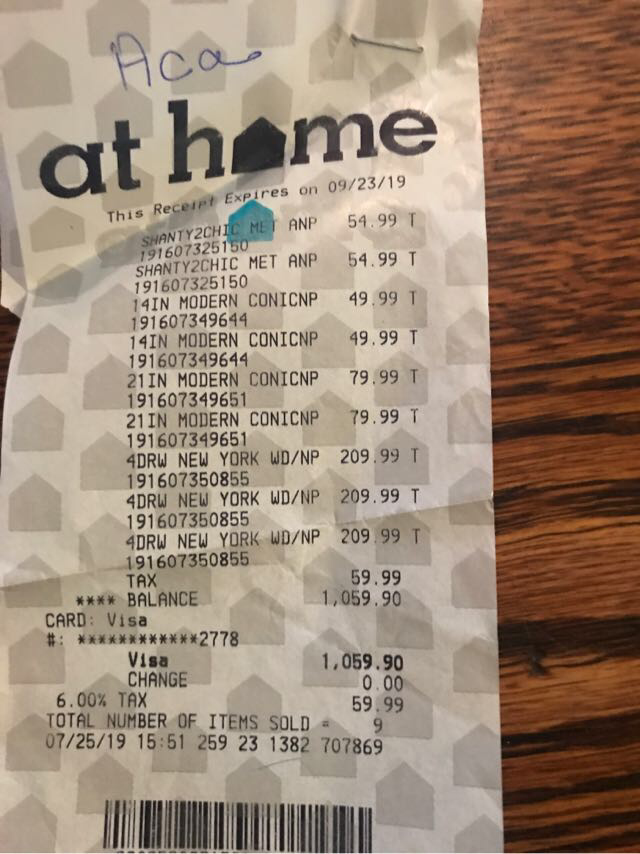 Aca
at home
This Receipt Expires on 09/23/19
SHANTY2CHIC MET ANP 54.99 T
191607325150
SHANTY2CHIC MET ANP 54.99 T
191607325150
14IN MODERN CONICNP 49.99 T
191607349644
14IN MODERN CONICNP 49.99 T
191607349644
21IN MODERN CONICNP 79.99 T
191607349651
21IN MODERN CONICNP 79.99 T
191607349651
4DRW NEW YORK WD/NP 209.99 T
191607350855
4DRW NEW YORK WD/NP 209.99 T
191607350855
4DRW NEW YORK WD/NP 209.99 T
191607350855
TAX 59.99
**** BALANCE 1,059.90
CARD: Visa
#: ************2778
Visa 1,059.90
CHANGE 0.00
6.00% TAX 59.99
TOTAL NUMBER OF ITEMS SOLD = 9
07/25/19 15:51 259 23 1382 707869